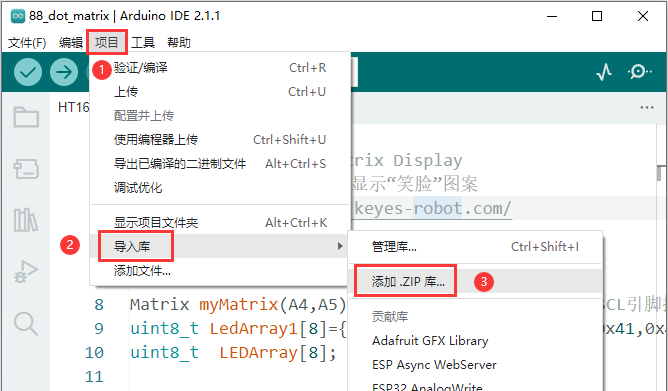 88_dot_matrix | Arduino IDE 2.1.1
文件(F) 编辑 项目 工具 帮助
1
验证/编译 Ctrl+R
上传 Ctrl+U
配置并上传
使用编程器上传 Ctrl+Shift+U
导出已编译的二进制文件 Alt+Ctrl+S
调试优化
显示项目文件夹 Alt+Ctrl+K
2 导入库
添加文件...
HT16
...
trix Display
显示“笑脸”图案
keyes-robot.com/
管理库... Ctrl+Shift+I
添加 .ZIP 库... 3
贡献库
Adafruit GFX Library
ESP Async WebServer
ESP32 AnalogWrite
8 Matrix myMatrix(A4,A5) SCL引脚
9 uint8_t LedArray1[8]={ 0x41,0x
10 uint8_t LEDArray[8];
11